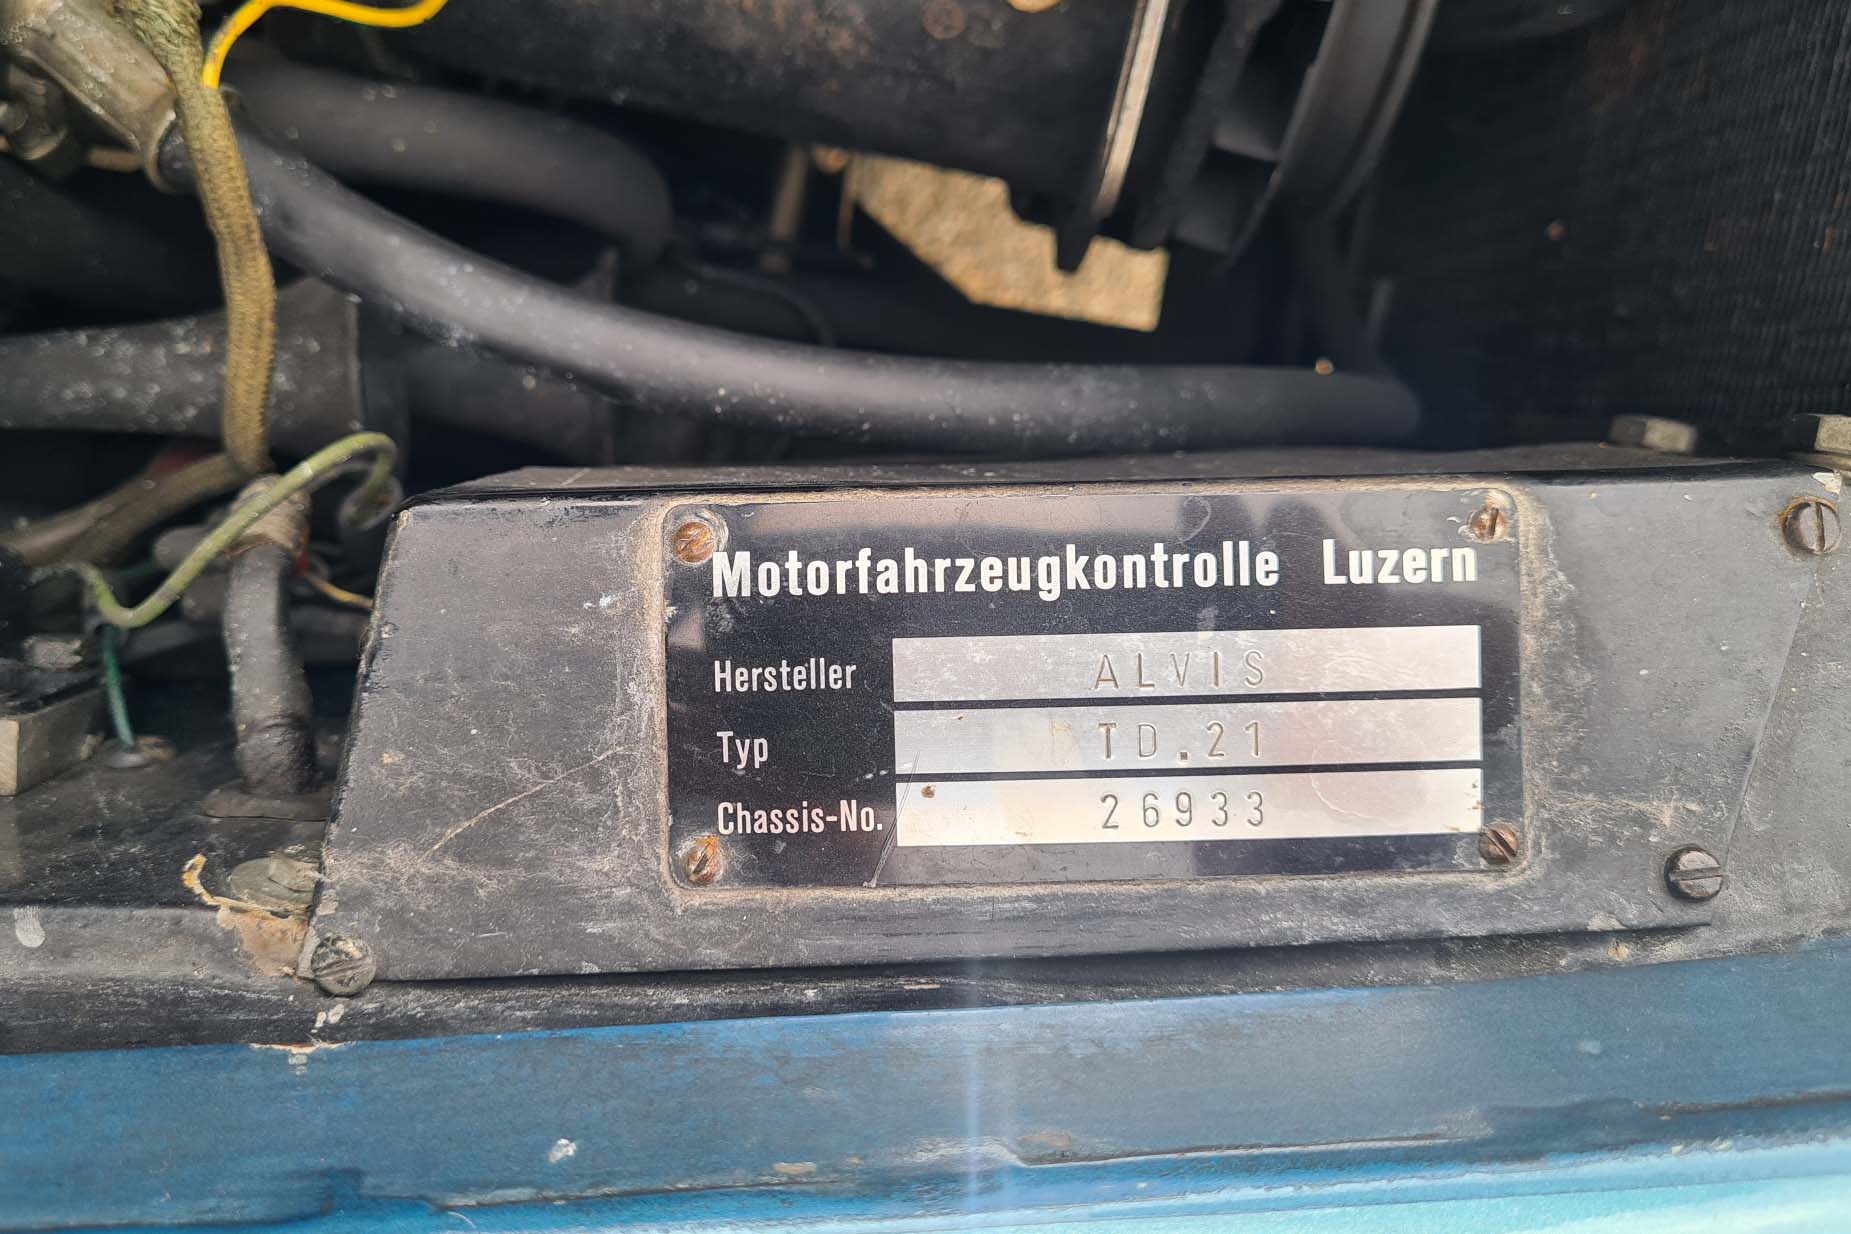 Motorfahrzeugkontrolle Luzern
Hersteller ALVIS
Typ TD.21
Chassis-No. 26933